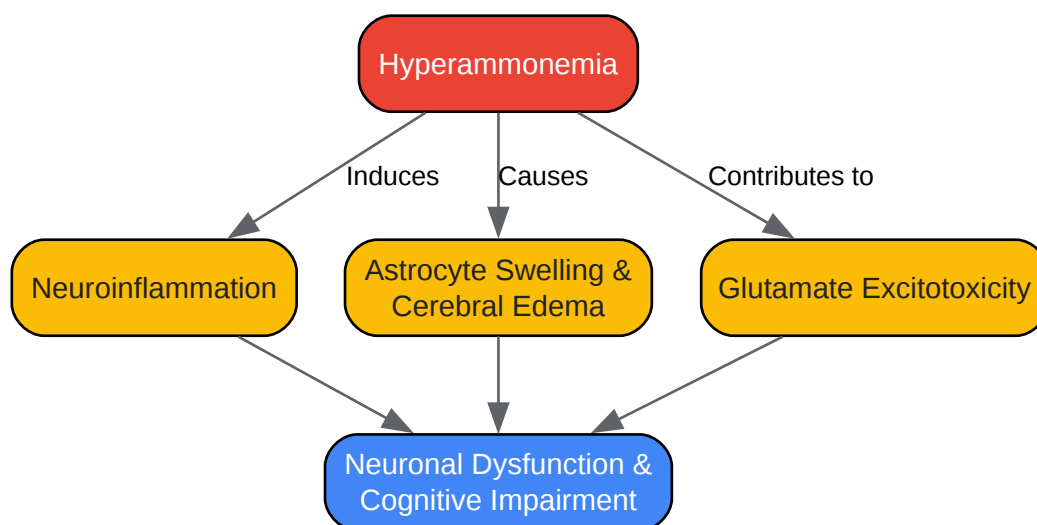 Hyperammonemia
Induces
Causes
Contributes to
Neuroinflammation
Astrocyte Swelling &
Cerebral Edema
Glutamate Excitotoxicity
Neuronal Dysfunction &
Cognitive Impairment